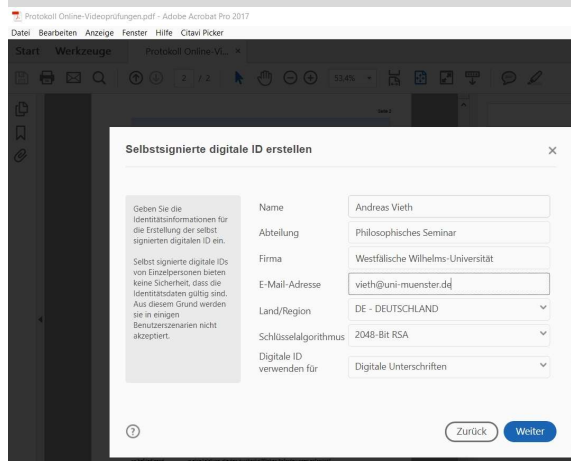 Protokoll Online-Videoprüfungen.pdf - Adobe Acrobat Pro 2017
Datei Bearbeiten Anzeige Fenster Hilfe Citavi Picker
Start Werkzeuge Protokoll Online-Vi... ×
2 / 2 53,4%
Seite 2
Selbstsignierte digitale ID erstellen
Geben Sie die
Identitätsinformationen für
die Erstellung der selbst
signierten digitalen ID ein.
Selbst signierte digitale IDs
von Einzelpersonen bieten
keine Sicherheit, dass die
Identitätsdaten gültig sind.
Aus diesem Grund werden
sie in einigen
Benutzerszenarien nicht
akzeptiert.
Name Andreas Vieth
Abteilung Philosophisches Seminar
Firma Westfälische Wilhelms-Universität
E-Mail-Adresse vieth@uni-muenster.de
Land/Region DE - DEUTSCHLAND
Schlüsselalgorithmus 2048-Bit RSA
Digitale ID
verwenden für Digitale Unterschriften
? Zurück Weiter